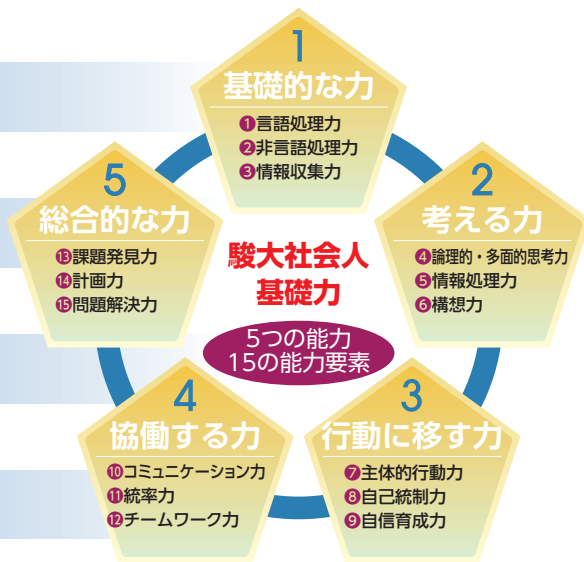 1
基礎的な力
❶言語処理力
❷非言語処理力
❸情報収集力
2
考える力
❹論理的・多面的思考力
❺情報処理力
❻構想力
3
行動に移す力
❼主体的行動力
❽自己統制力
❾自信育成力
4
協働する力
❿コミュニケーション力
⓫統率力
⓬チームワーク力
5
総合的な力
⓭課題発見力
⓮計画力
⓯問題解決力
駿大社会人
基礎力
5つの能力
15の能力要素